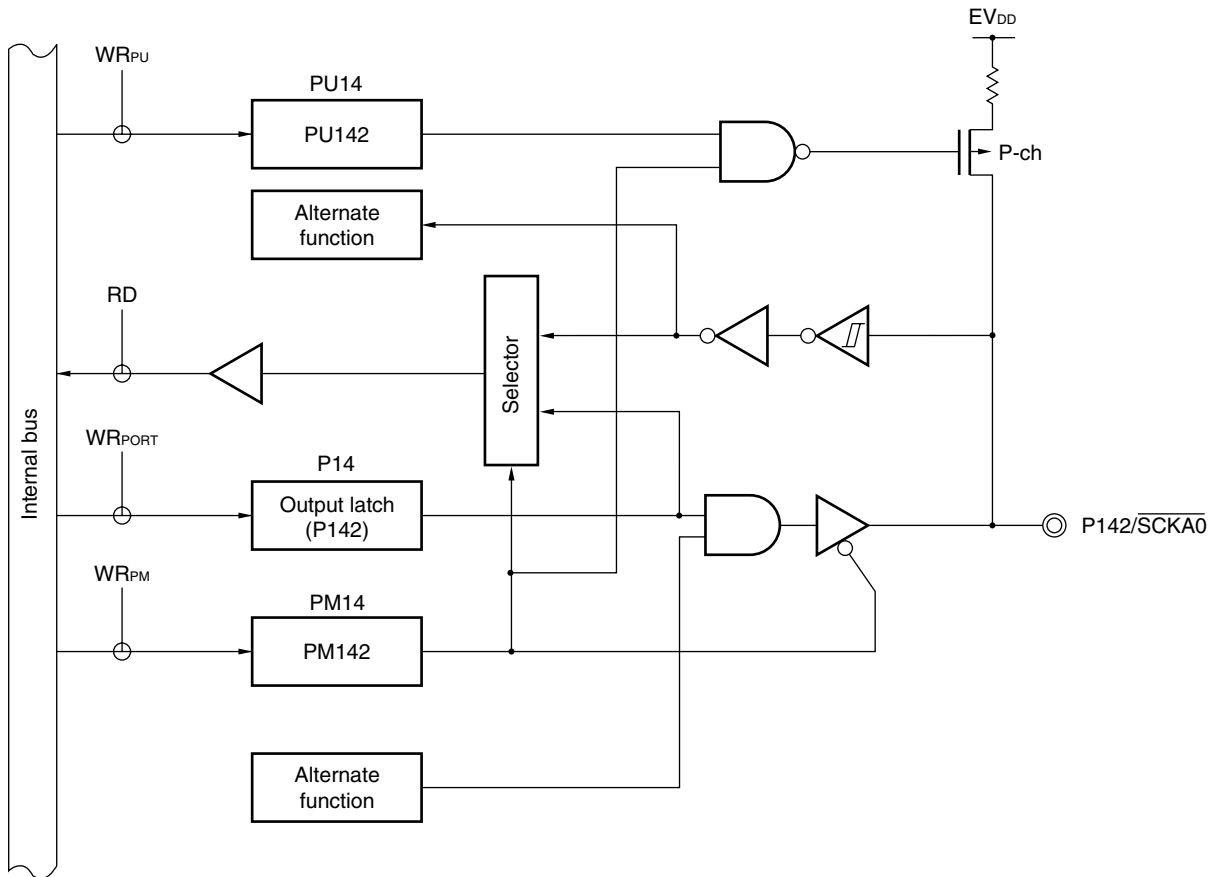 EVDD
WRPU
PU14
PU142
P-ch
Alternate
function
RD
Selector
Internal bus
WRPORT
P14
Output latch
(P142)
P142/SCKA0
WRPM
PM14
PM142
Alternate
function